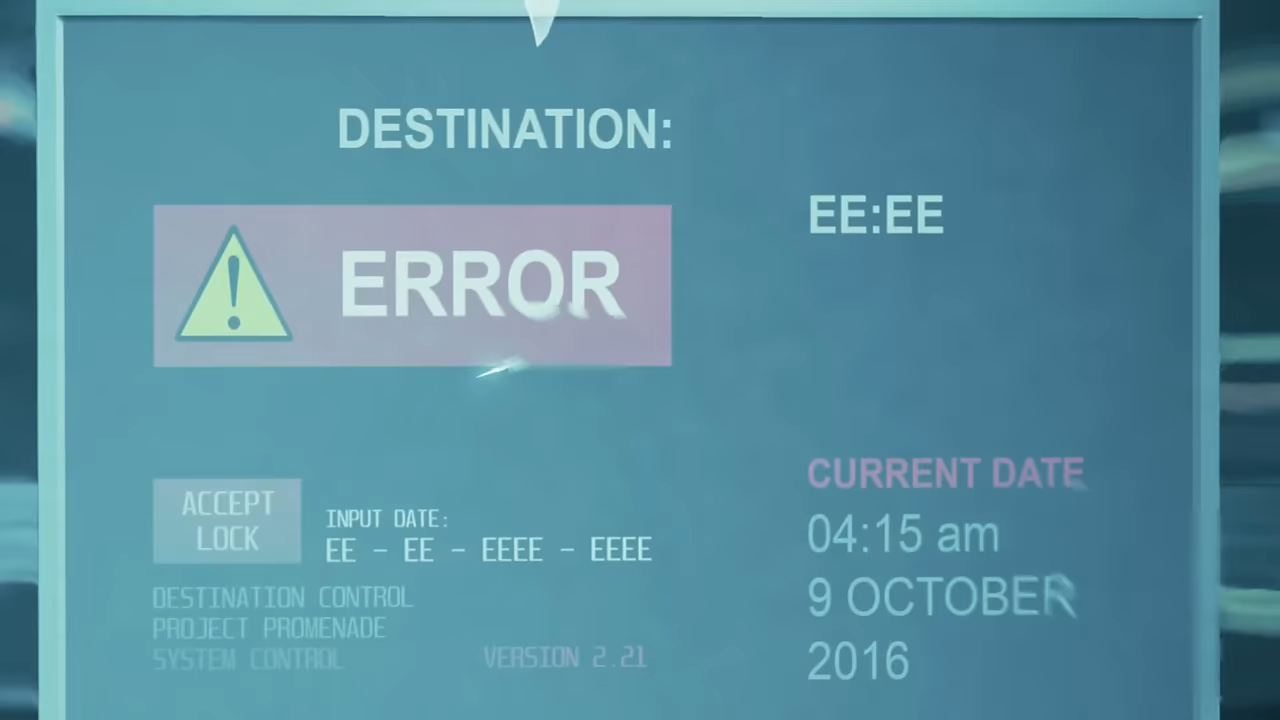 DESTINATION:
ERROR
EE:EE
ACCEPT
LOCK
INPUT DATE:
EE - EE - EEEE - EEEE
DESTINATION CONTROL
PROJECT PROMENADE
SYSTEM CONTROL
VERSION 2.21
CURRENT DATE
04:15 am
9 OCTOBER
2016